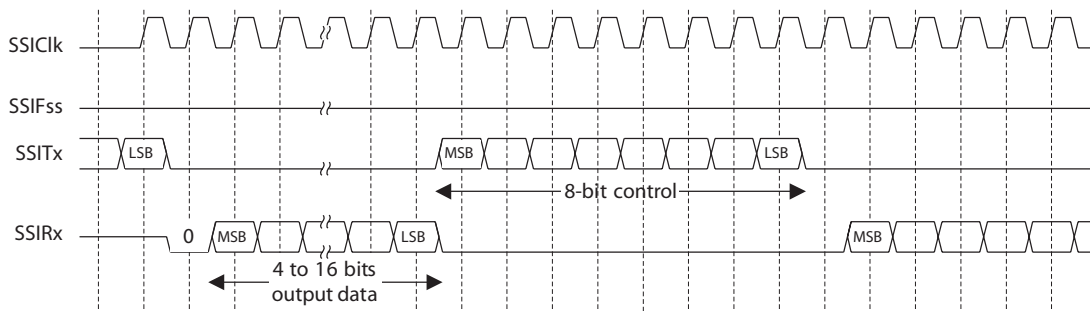 SSIClk
SSIFss
SSITx
LSB
MSB
LSB
8-bit control
SSIRx
0
MSB
LSB
MSB
4 to 16 bits
output data